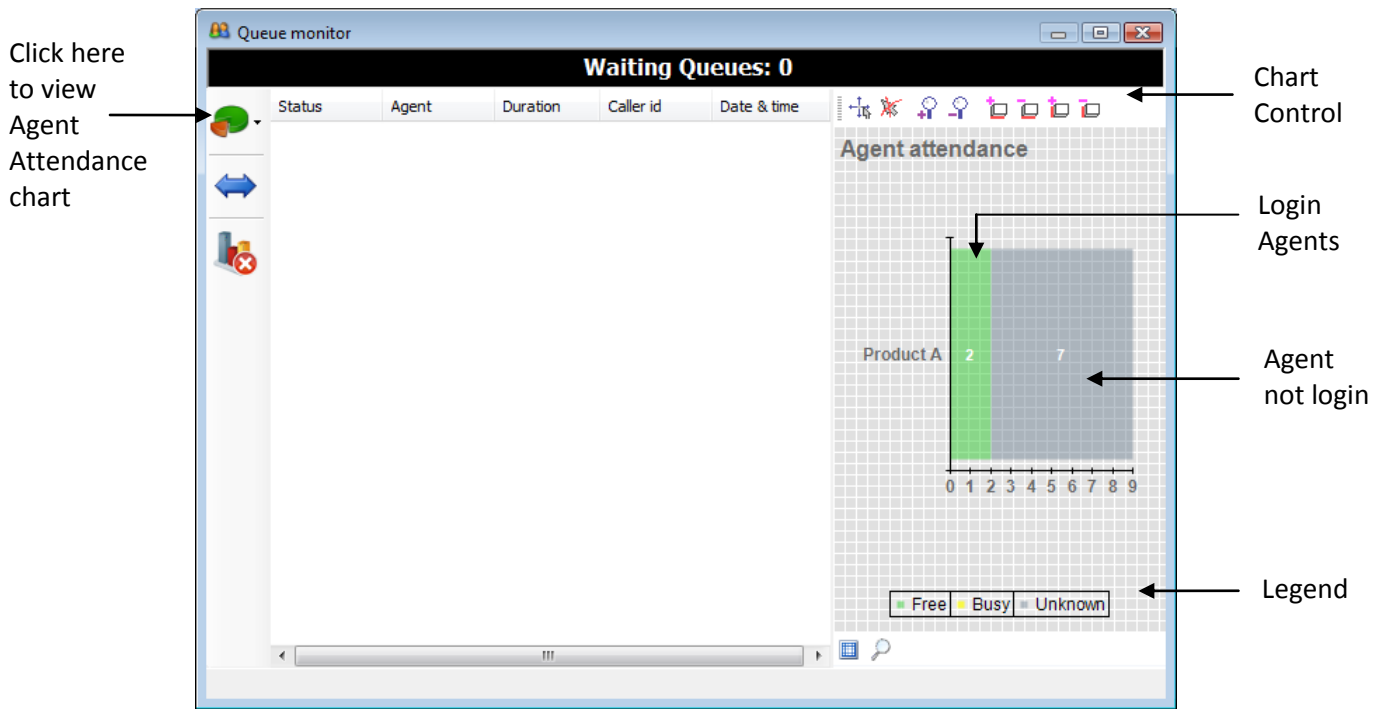 Click here
to view
Agent
Attendance
chart
Queue monitor
Waiting Queues: 0
Status Agent Duration Caller id Date & time
Chart
Control
Agent attendance
Login
Agents
Product A 2 7
Agent
not login
0 1 2 3 4 5 6 7 8 9
Free Busy Unknown
Legend